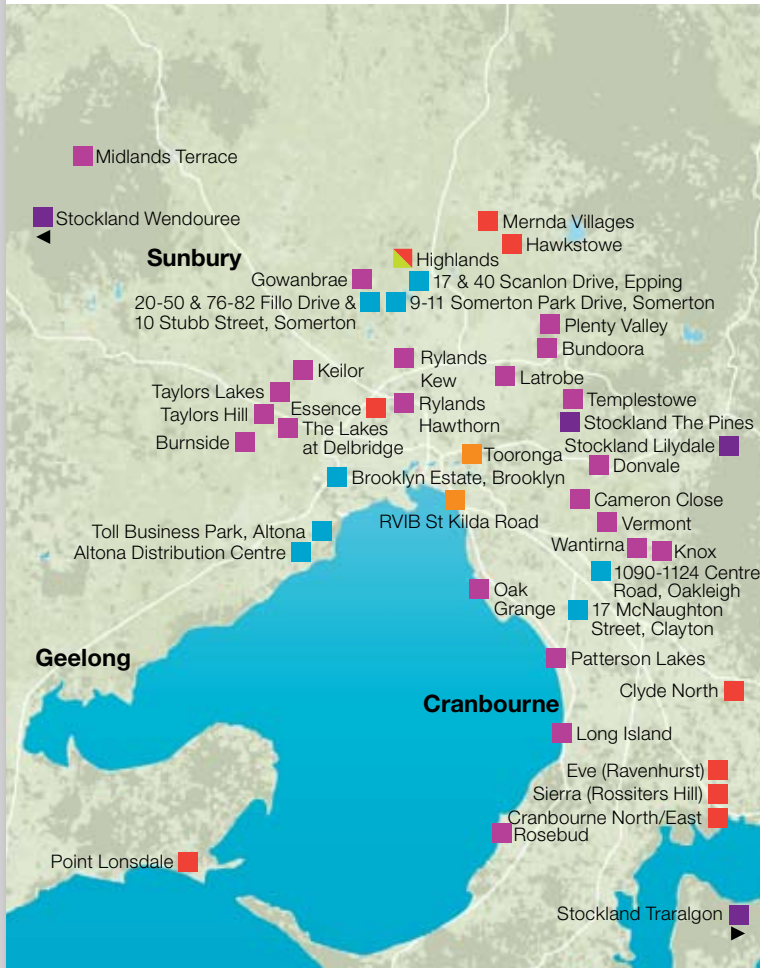 Midlands Terrace
Stockland Wendouree
Mernda Villages
Hawkstowe
Sunbury
Highlands
Gowanbrae
17 & 40 Scanlon Drive, Epping
20-50 & 76-82 Fillo Drive &
10 Stubb Street, Somerton
9-11 Somerton Park Drive, Somerton
Plenty Valley
Bundoora
Rylands
Kew
Keilor
Latrobe
Taylors Lakes
Templestowe
Essence
Rylands
Hawthorn
Taylors Hill
Stockland The Pines
The Lakes
at Delbridge
Burnside
Stockland Lilydale
Tooronga
Donvale
Brooklyn Estate, Brooklyn
Cameron Close
RVIB St Kilda Road
Vermont
Toll Business Park, Altona
Altona Distribution Centre
Wantirna
Knox
1090-1124 Centre
Road, Oakleigh
Oak
Grange
17 McNaughton
Street, Clayton
Geelong
Patterson Lakes
Clyde North
Cranbourne
Long Island
Eve (Ravenhurst)
Sierra (Rossiters Hill)
Cranbourne North/East
Rosebud
Point Lonsdale
Stockland Traralgon